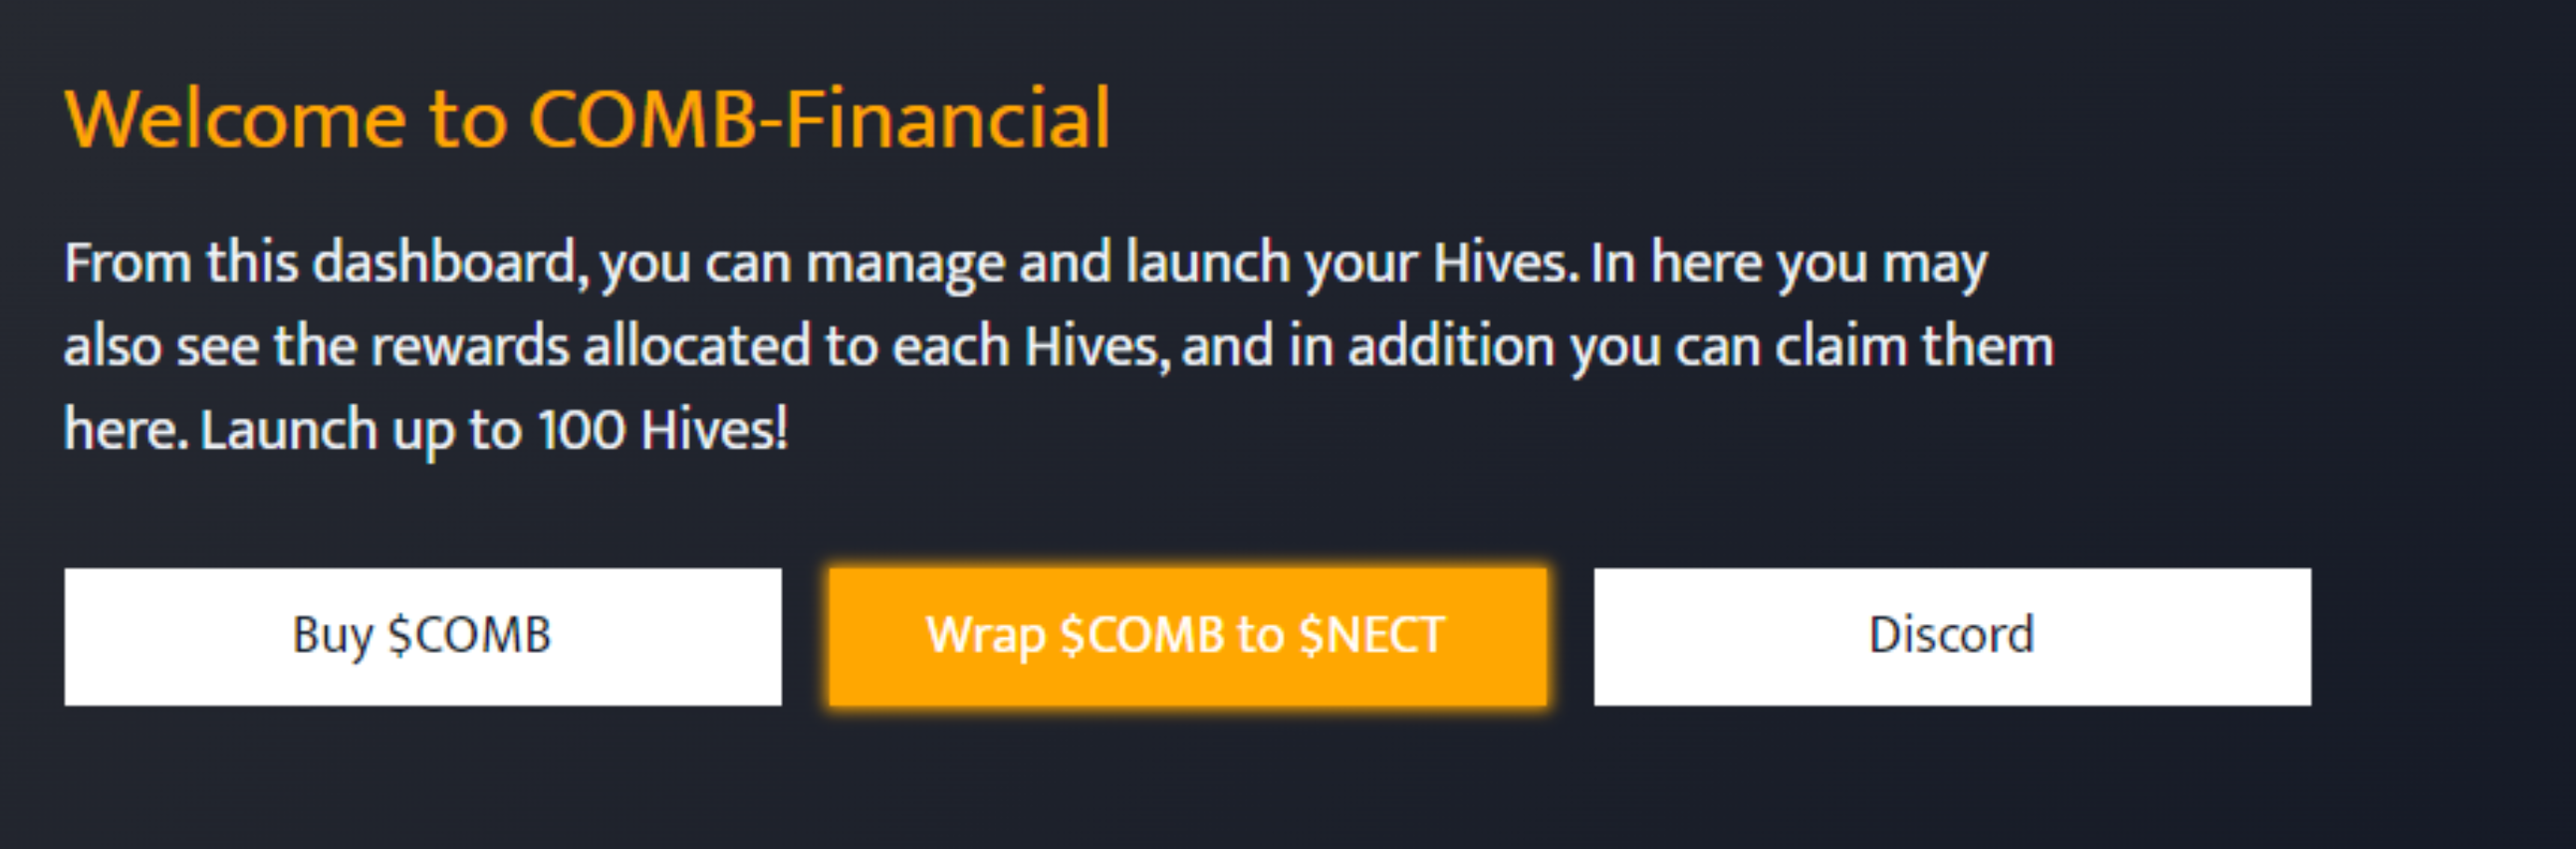 Welcome to COMB-Financial
From this dashboard, you can manage and launch your Hives. In here you may
also see the rewards allocated to each Hives, and in addition you can claim them
here. Launch up to 100 Hives!
Buy $COMB
Wrap $COMB to $NECT
Discord